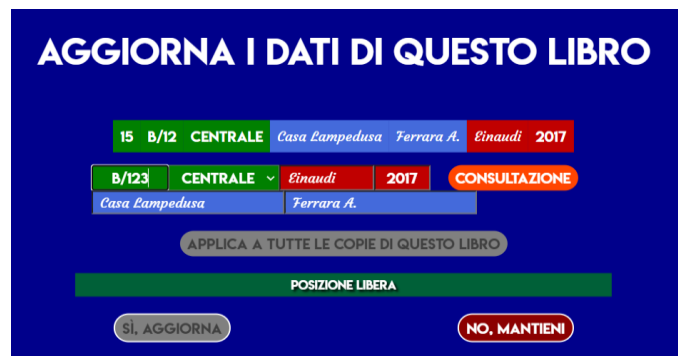 AGGIORNA I DATI DI QUESTO LIBRO
15 B/12 CENTRALE Casa Lampedusa Ferrara A. Einaudi 2017
B/123 CENTRALE Einaudi 2017 CONSULTAZIONE
Casa Lampedusa Ferrara A.
APPLICA A TUTTE LE COPIE DI QUESTO LIBRO
POSIZIONE LIBERA
SÌ, AGGIORNA NO, MANTIENI